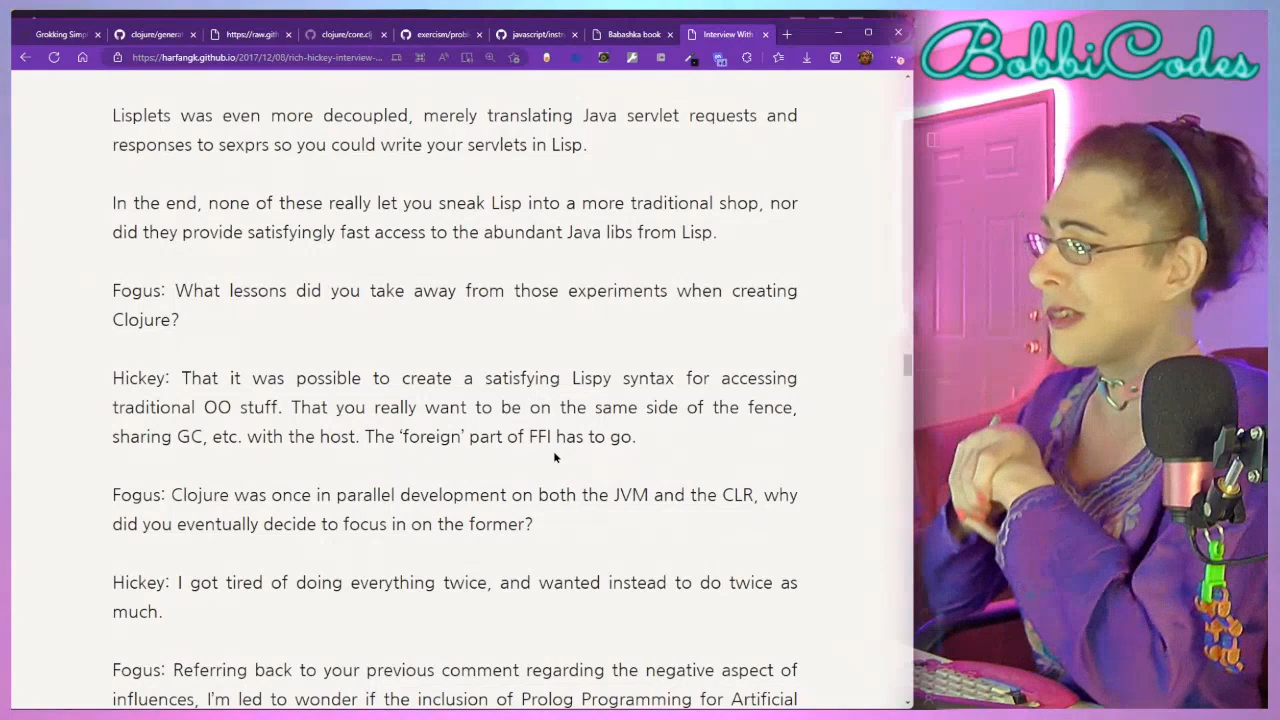 Grokking Simpl
clojure/genera
https://raw.gith
clojure/core.clj
exercism/probl
javascript/instr
Babashka book
Interview With
https://harfangk.github.io/2017/12/08/rich-hickey-interview-...
BobbiCodes
Lisplets was even more decoupled, merely translating Java servlet requests and
responses to sexprs so you could write your servlets in Lisp.
In the end, none of these really let you sneak Lisp into a more traditional shop, nor
did they provide satisfyingly fast access to the abundant Java libs from Lisp.
Fogus: What lessons did you take away from those experiments when creating
Clojure?
Hickey: That it was possible to create a satisfying Lispy syntax for accessing
traditional OO stuff. That you really want to be on the same side of the fence,
sharing GC, etc. with the host. The ‘foreign’ part of FFI has to go.
Fogus: Clojure was once in parallel development on both the JVM and the CLR, why
did you eventually decide to focus in on the former?
Hickey: I got tired of doing everything twice, and wanted instead to do twice as
much.
Fogus: Referring back to your previous comment regarding the negative aspect of
influences, I’m led to wonder if the inclusion of Prolog Programming for Artificial